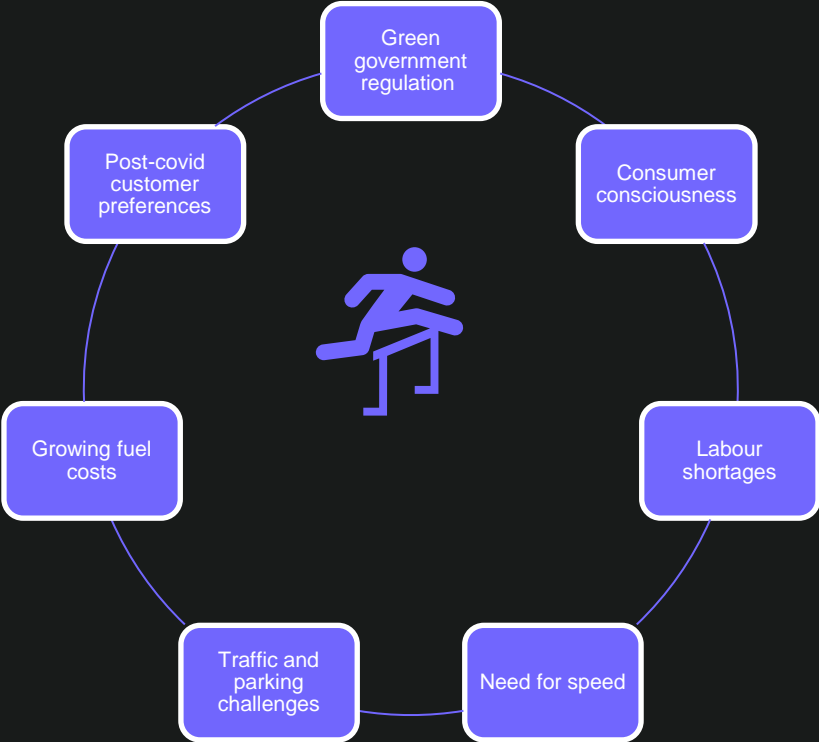 Green
government
regulation
Consumer
consciousness
Labour
shortages
Need for speed
Traffic and
parking
challenges
Growing fuel
costs
Post-covid
customer
preferences